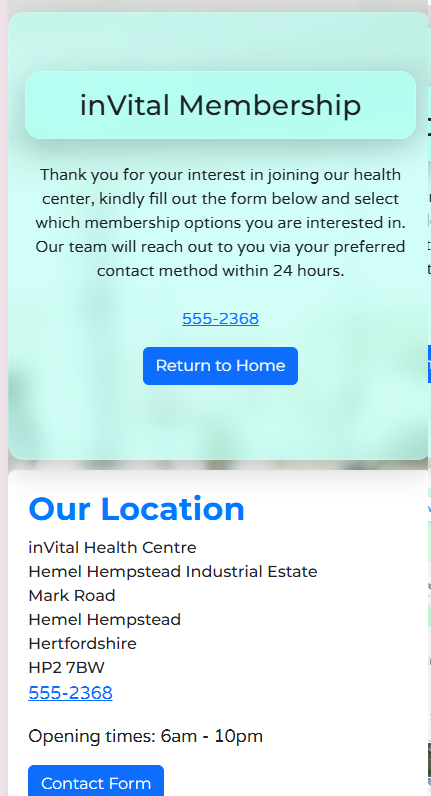 inVital Membership
Thank you for your interest in joining our health
center, kindly fill out the form below and select
which membership options you are interested in.
Our team will reach out to you via your preferred
contact method within 24 hours.
555-2368
Return to Home
Our Location
inVital Health Centre
Hemel Hempstead Industrial Estate
Mark Road
Hemel Hempstead
Hertfordshire
HP2 7BW
555-2368
Opening times: 6am - 10pm
Contact Form